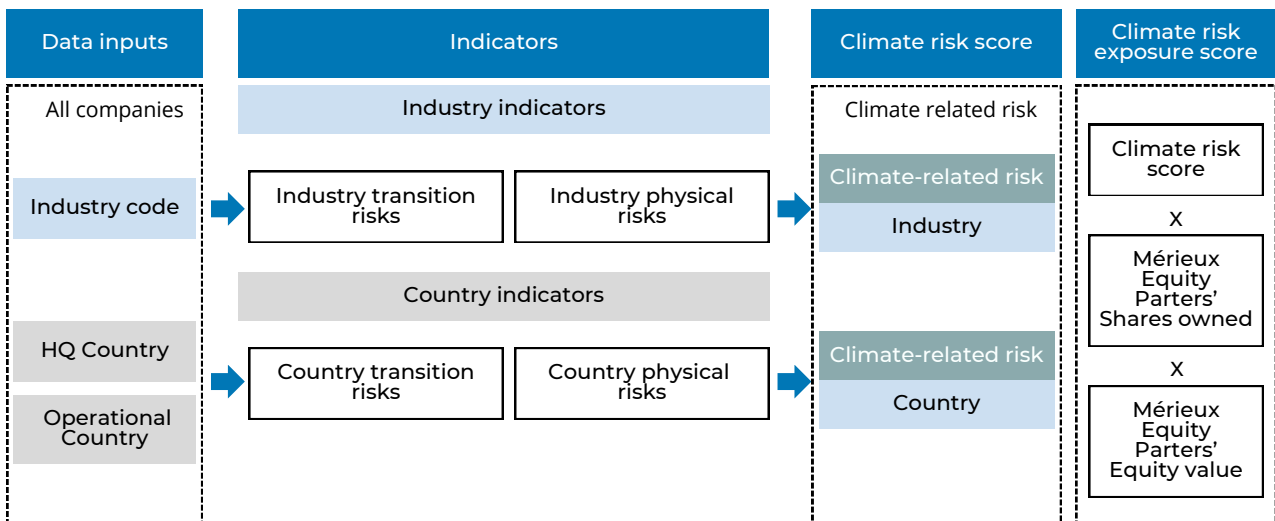 Data inputs
Indicators
Climate risk score
Climate risk
exposure score
All companies
Industry code
HQ Country
Operational
Country
Industry indicators
Industry transition
risks
Industry physical
risks
Country indicators
Country transition
risks
Country physical
risks
Climate related risk
Climate-related risk
Industry
Climate-related risk
Country
Climate risk
score
X
Mérieux
Equity
Parters’
Shares owned
X
Mérieux
Equity
Parters’
Equity value